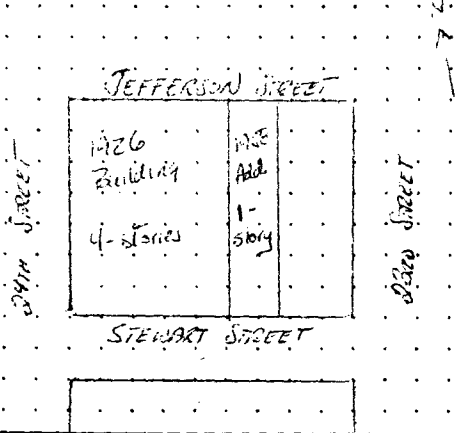 JEFFERSON STREET
1926
Building
4-stories
Add
1-
story
24TH STREET
23RD STREET
STEWART STREET